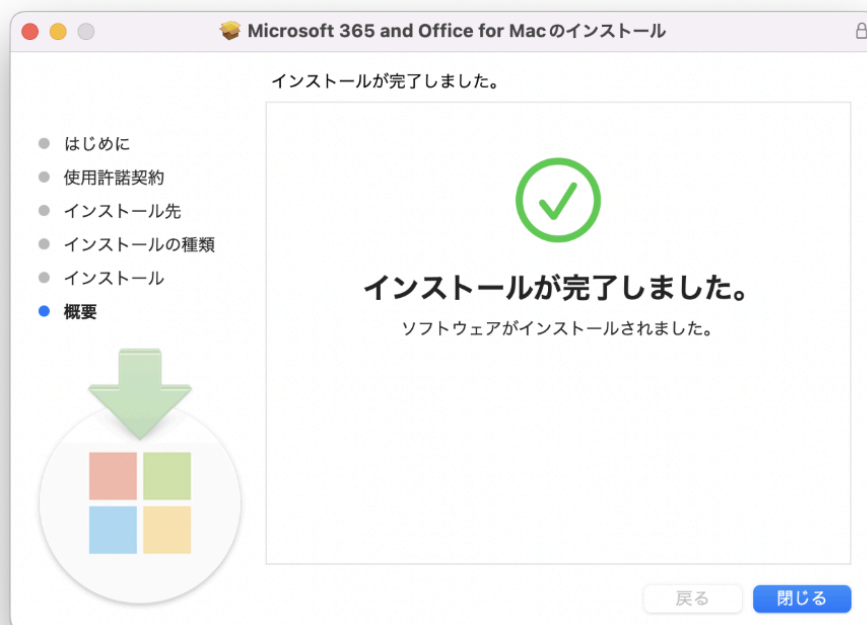 Microsoft 365 and Office for Macのインストール
インストールが完了しました。
はじめに
使用許諾契約
インストール先
インストールの種類
インストール
概要
インストールが完了しました。
ソフトウェアがインストールされました。
戻る
閉じる